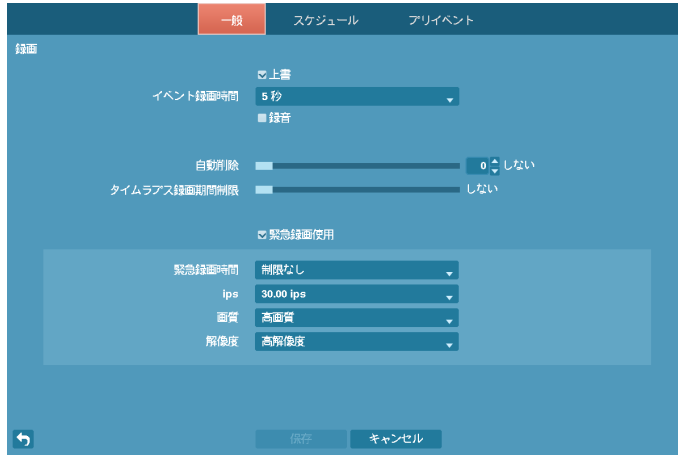 一般 スケジュール プリイベント
録画
上書
イベント録画時間 5 秒
録音
自動削除 0 しない
タイムラプス録画期間制限 しない
緊急録画使用
緊急録画時間 制限なし
ips 30.00 ips
画質 高画質
解像度 高解像度
保存 キャンセル